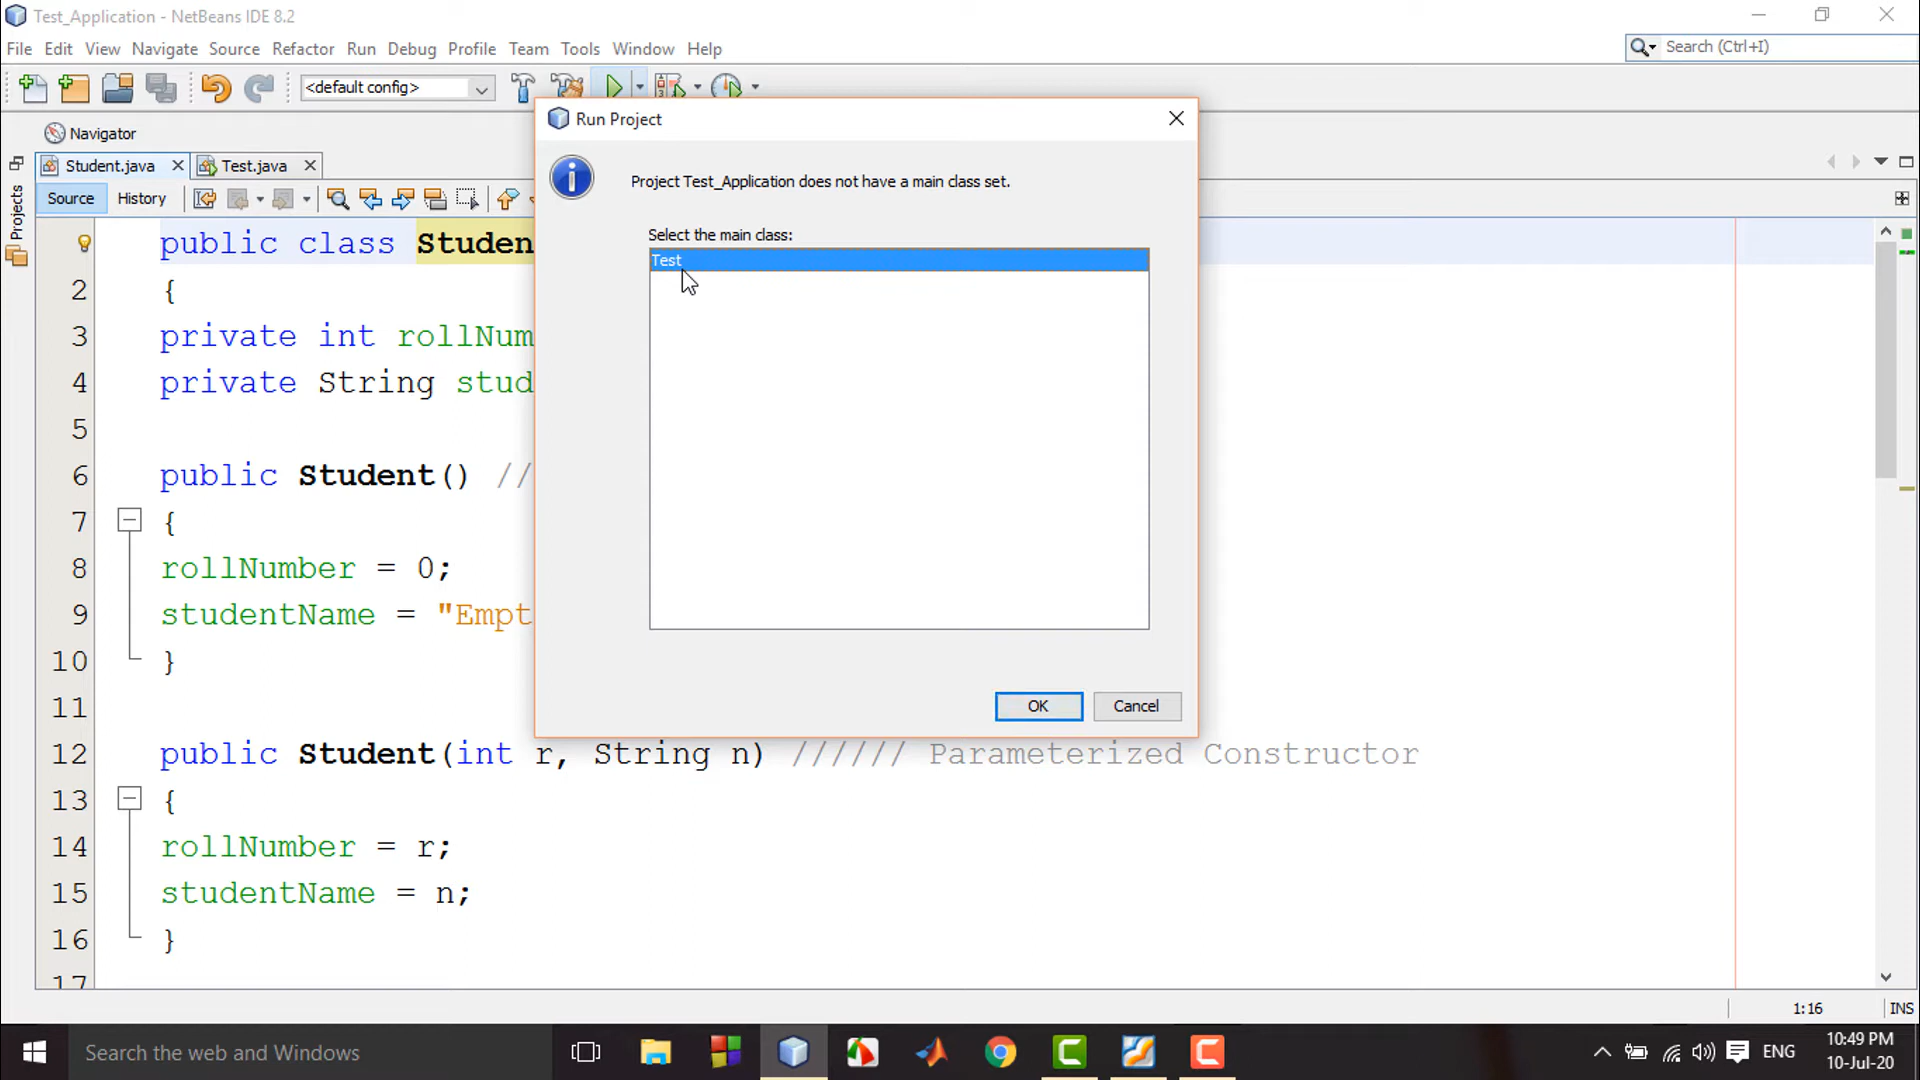 Test_Application - NetBeans IDE 8.2
File Edit View Navigate Source Refactor Run Debug Profile Team Tools Window Help
Search (Ctrl+I)
<default config>
Run Project
Navigator
Projects
Student.java Test.java
Source History
Project Test_Application does not have a main class set.
Select the main class:
Test
OK Cancel
public class Studen
2 {
3 private int rollNum
4 private String stud
5
6 public Student() //
7 {
8 rollNumber = 0;
9 studentName = "Empt
10 }
11
12 public Student(int r, String n) ////// Parameterized Constructor
13 {
14 rollNumber = r;
15 studentName = n;
16 }
17
1:16 INS
Search the web and Windows
ENG
10:49 PM
10-Jul-20